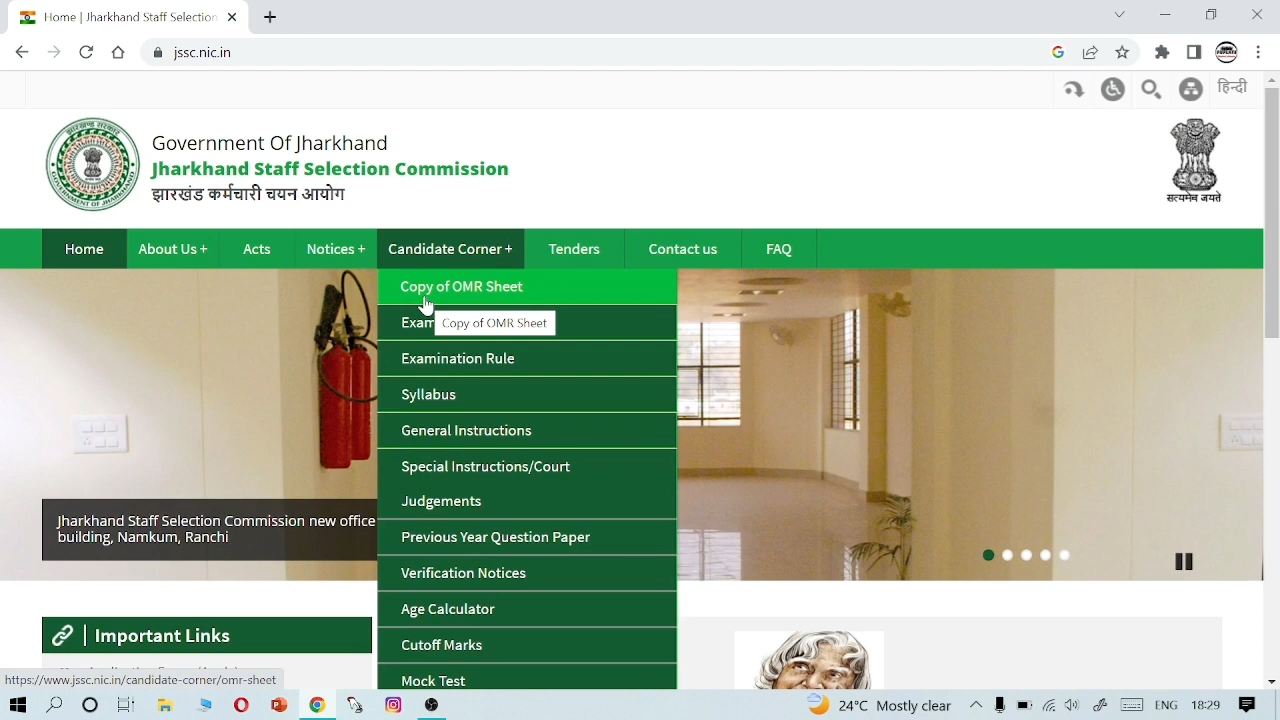 Home | Jharkhand Staff Selection
jssc.nic.in
हिन्दी
Government Of Jharkhand
Jharkhand Staff Selection Commission
झारखंड कर्मचारी चयन आयोग
सत्यमेव जयते
Home
About Us +
Acts
Notices +
Candidate Corner +
Tenders
Contact us
FAQ
Copy of OMR Sheet
Exam
Copy of OMR Sheet
Examination Rule
Syllabus
General Instructions
Special Instructions/Court
Judgements
Previous Year Question Paper
Verification Notices
Age Calculator
Cutoff Marks
Mock Test
Jharkhand Staff Selection Commission new office
building, Namkum, Ranchi
Important Links
https://www.jssc.nic.in/candidate-corner/omr-sheet
24°C Mostly clear
ENG
18:29